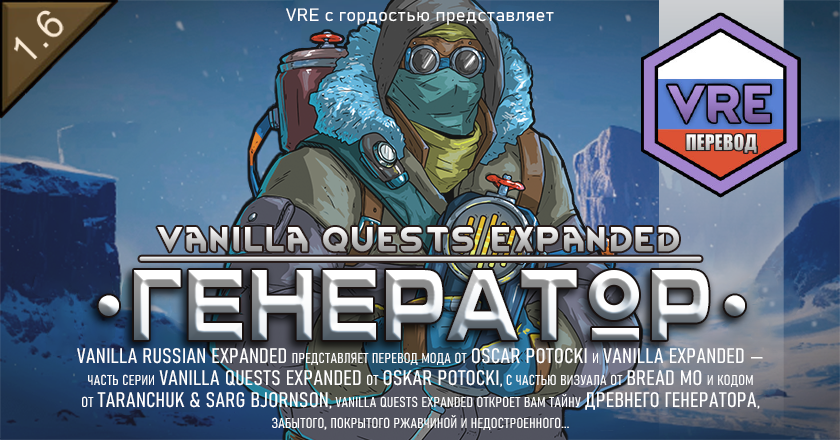 1.6
VRE с гордостью представляет
VRE
ПЕРЕВОД
VANILLA QUESTS EXPANDED
•ГЕНЕРАТОР•
VANILLA RUSSIAN EXPANDED ПРЕДСТАВЛЯЕТ ПЕРЕВОД МОДА ОТ OSCAR POTOCKI И VANILLA EXPANDED —
ЧАСТЬ СЕРИИ VANILLA QUESTS EXPANDED ОТ OSKAR POTOCKI, С ЧАСТЬЮ ВИЗУАЛА ОТ BREAD MO И КОДОМ
ОТ TARANCHUK & SARG BJORNSON, VANILLA QUESTS EXPANDED ОТКРОЕТ ВАМ ТАЙНУ ДРЕВНЕГО ГЕНЕРАТОРА,
ЗАБЫТОГО, ПОКРЫТОГО РЖАВЧИНОЙ И НЕДОСТРОЕННОГО...